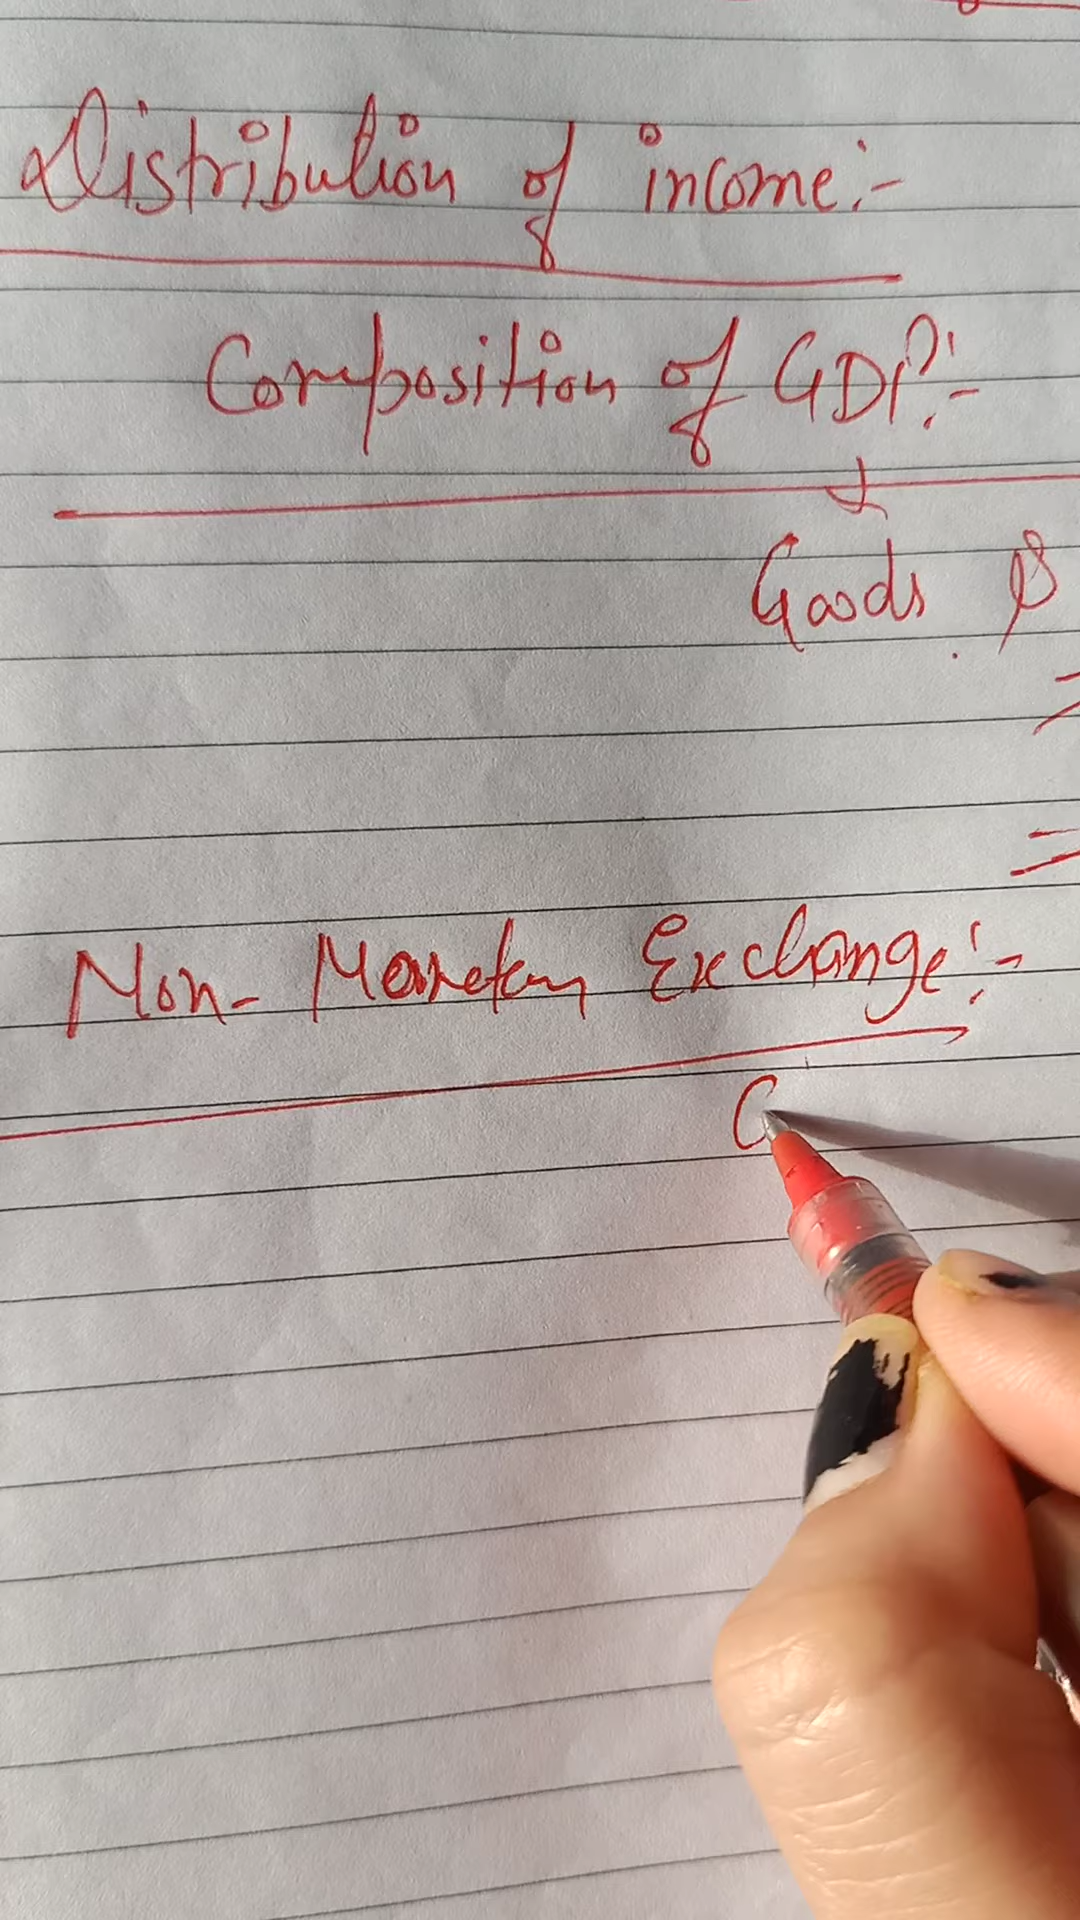 Distribution of income:-
Composition of GDP:-
Goods &
Non-Monetary Exchange:-
C